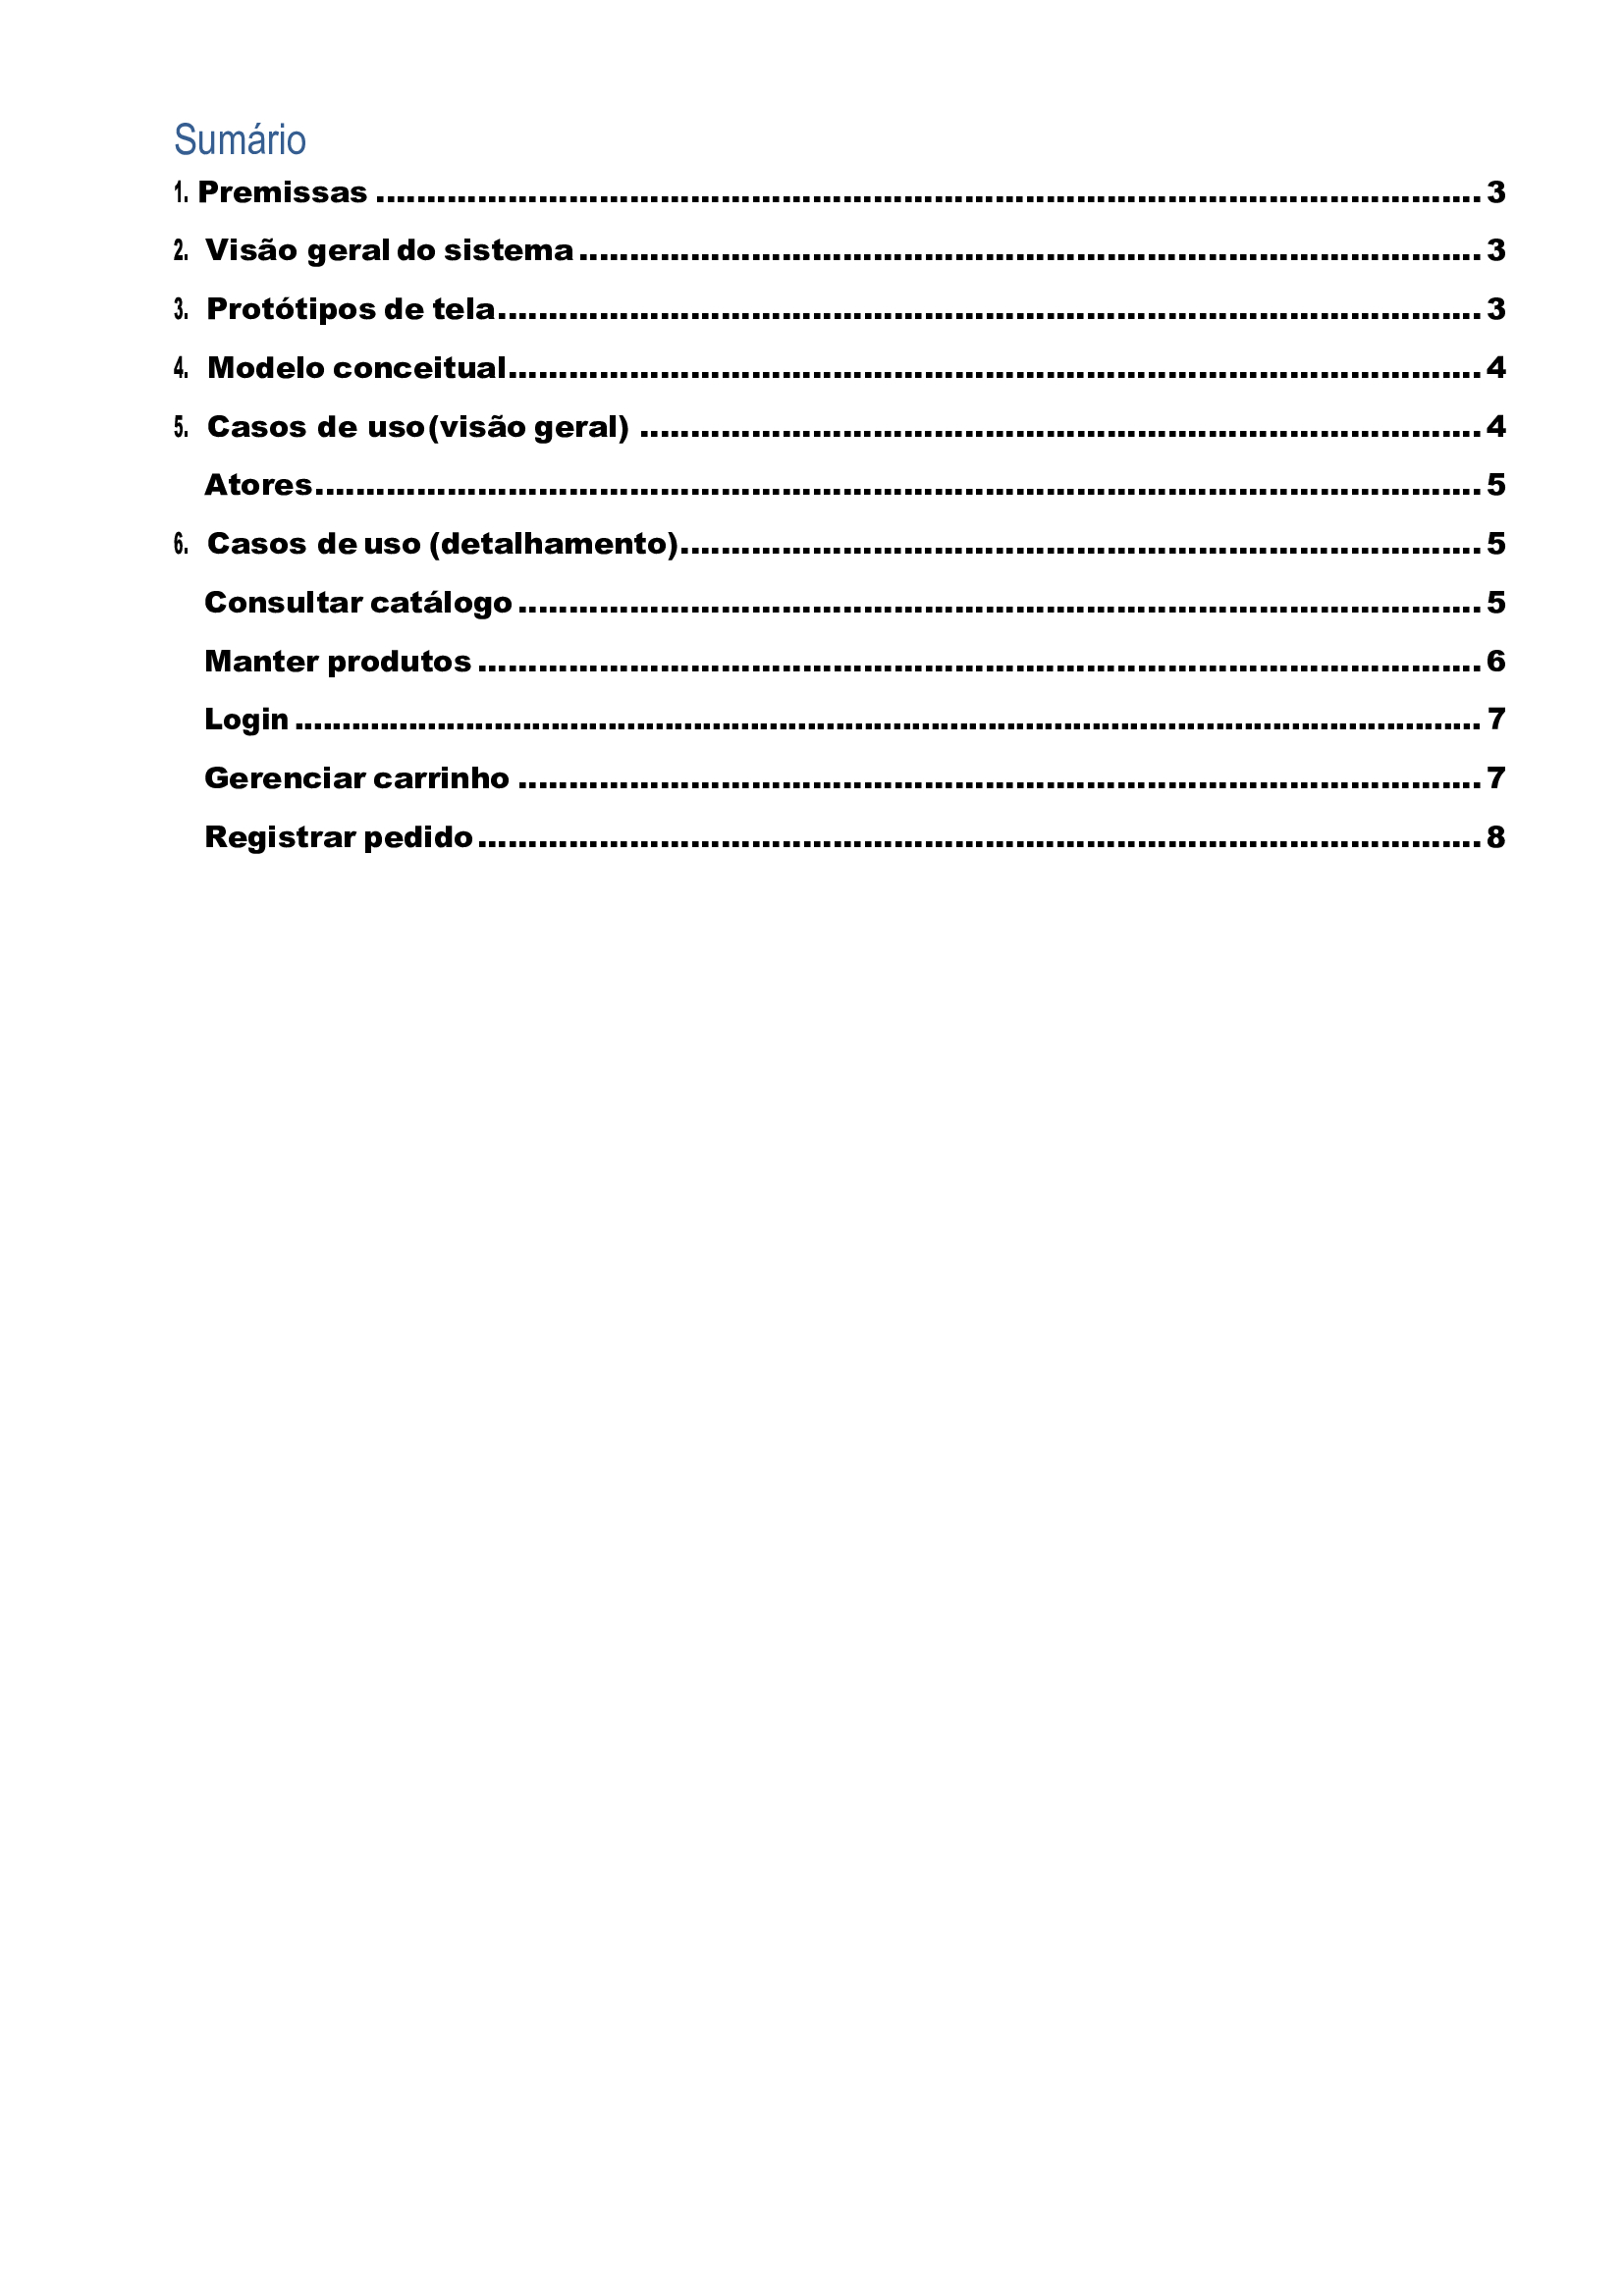 Sumário
1. Premissas ........................................................................................................ 3
2. Visão geral do sistema ........................................................................................ 3
3. Protótipos de tela ................................................................................................ 3
4. Modelo conceitual ............................................................................................... 4
5. Casos de uso (visão geral) .................................................................................. 4
Atores ................................................................................................................... 5
6. Casos de uso (detalhamento) ............................................................................. 5
Consultar catálogo ............................................................................................... 5
Manter produtos ................................................................................................... 6
Login ..................................................................................................................... 7
Gerenciar carrinho ............................................................................................... 7
Registrar pedido ................................................................................................... 8